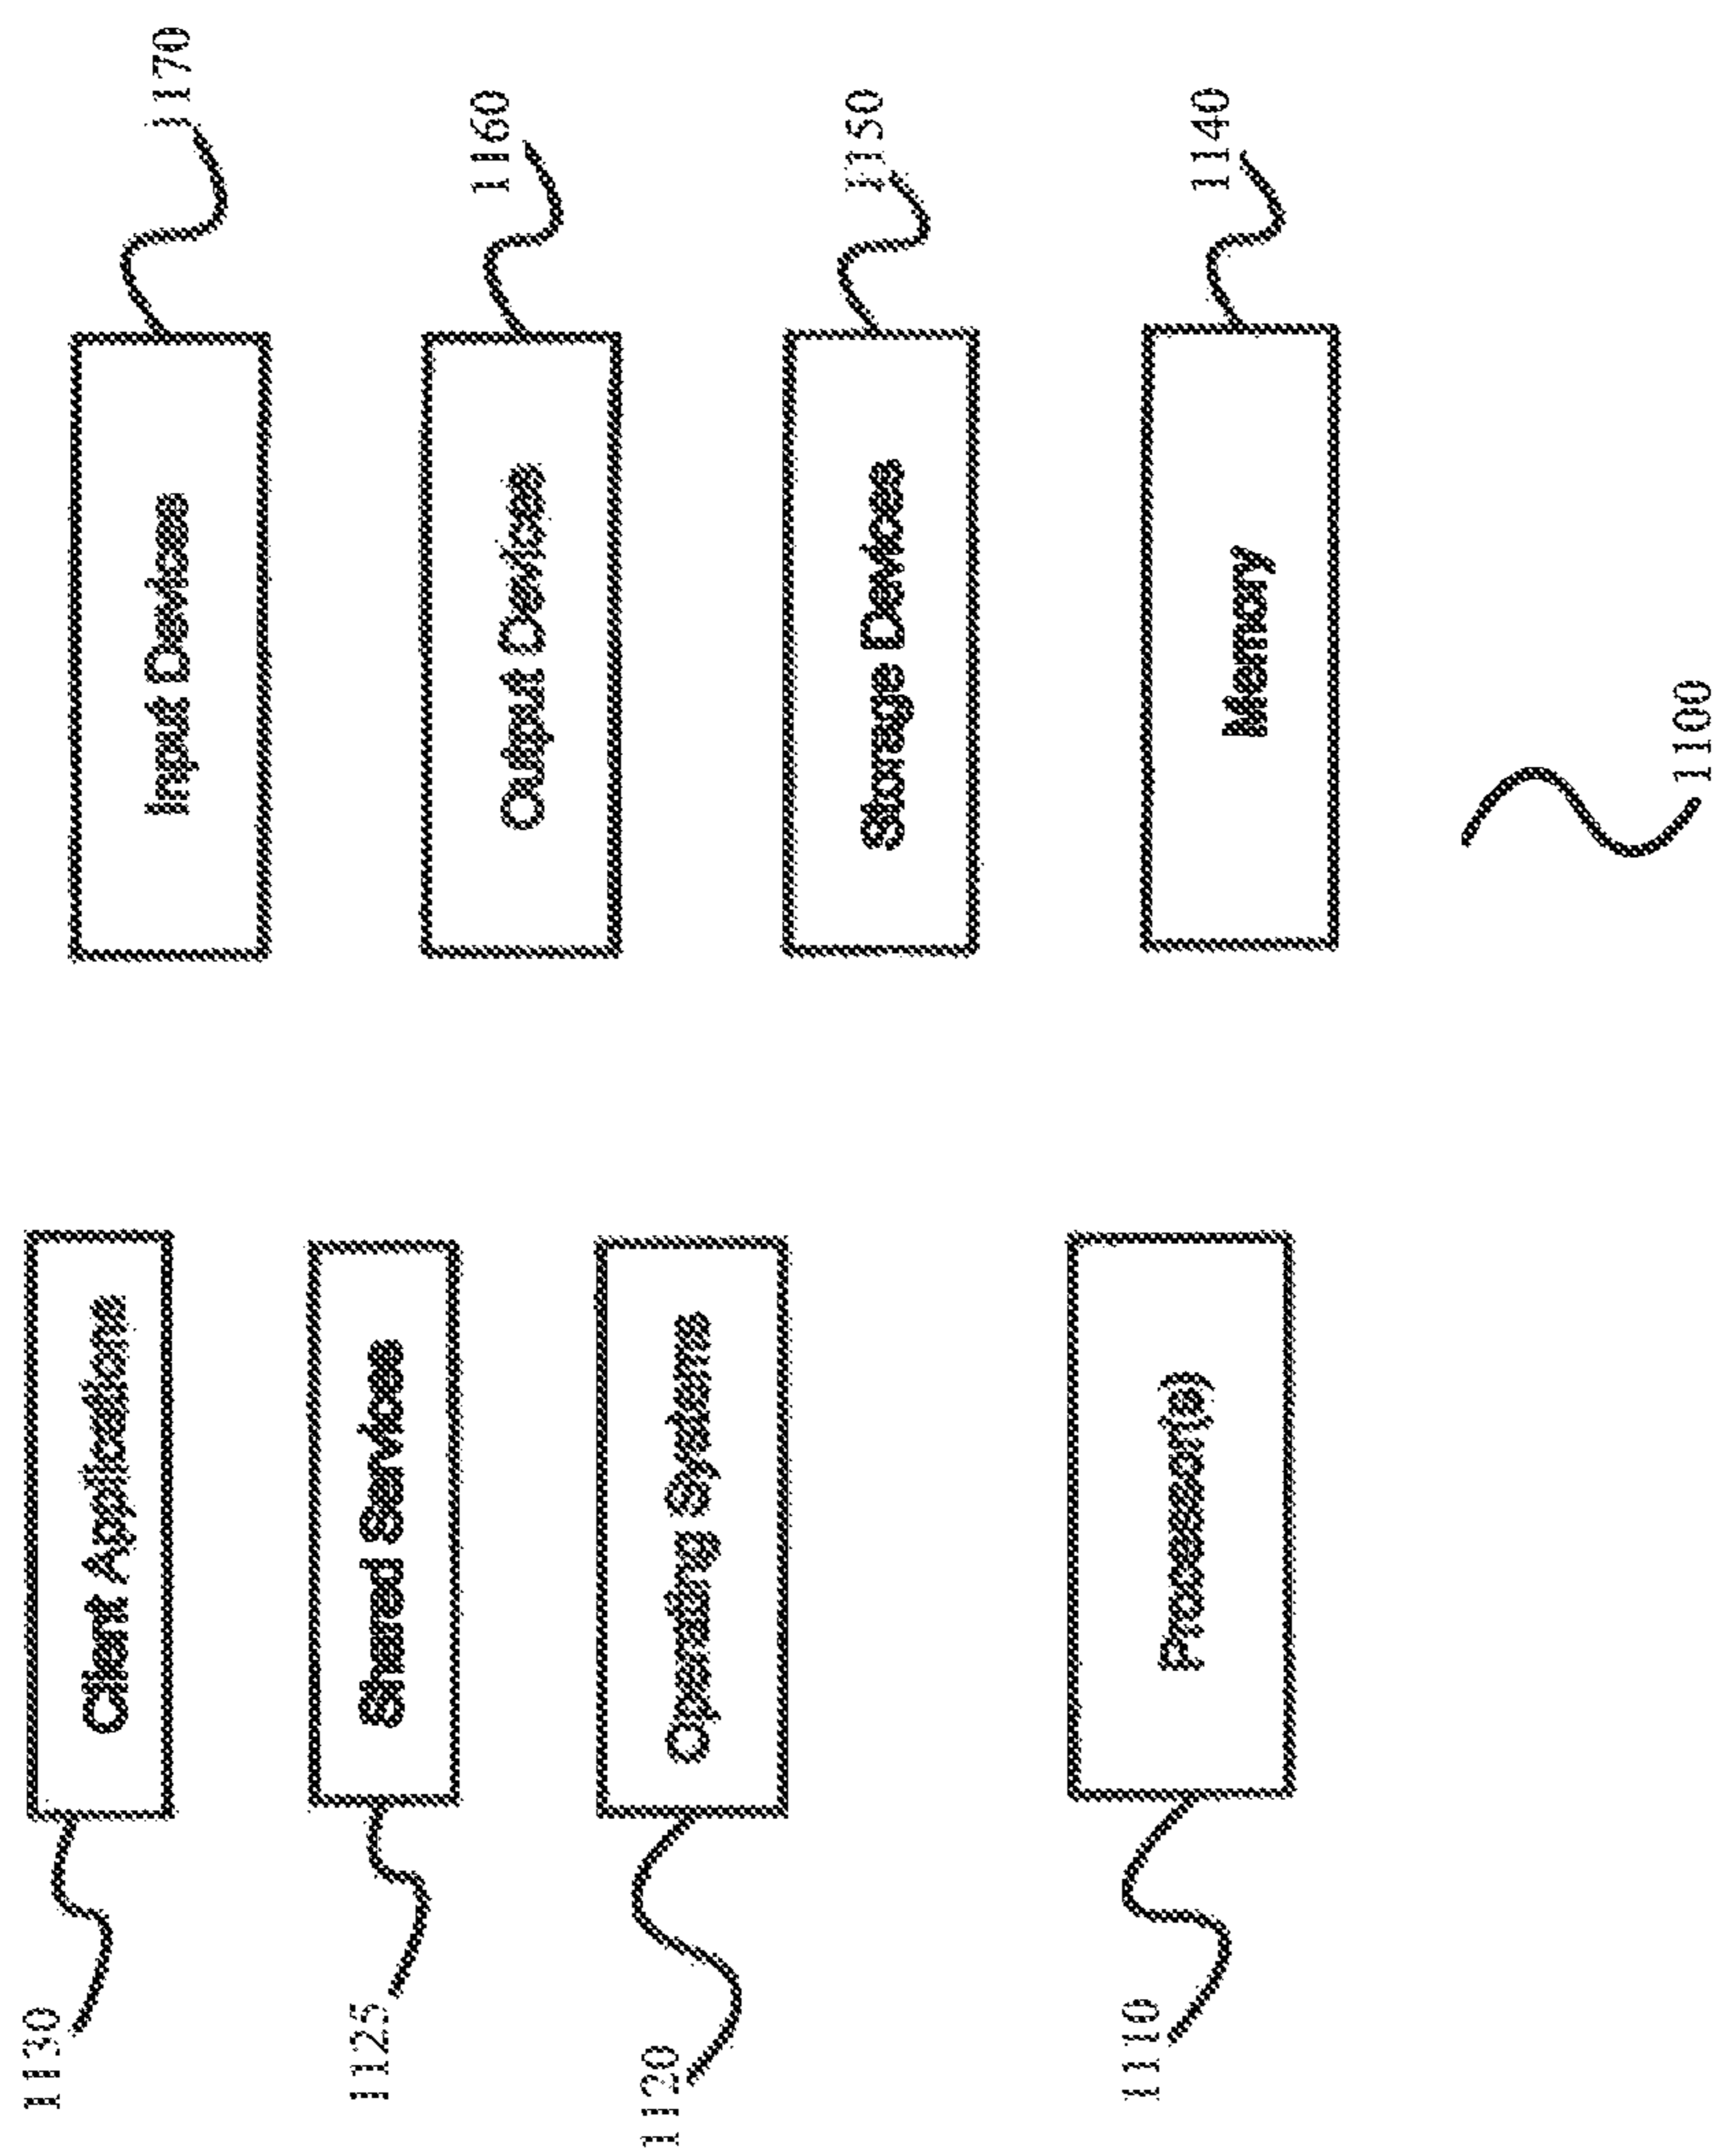 1130
Client Applications
Input Devices
1170
1125
Shared Services
Output Devices
1160
1120
Operating Systems
Storage Devices
1150
1110
Processor(s)
Memory
1140
1100